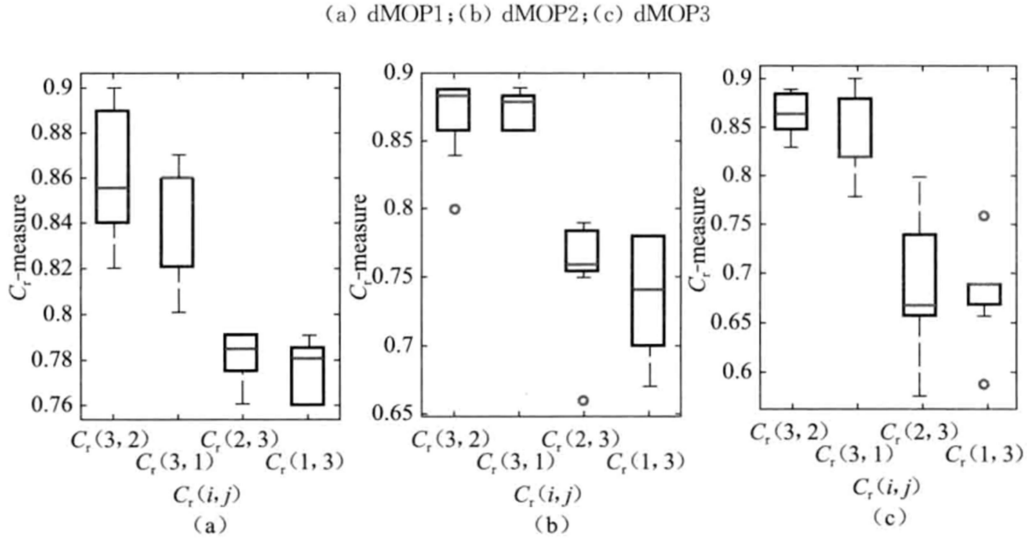 (a) dMOP1;(b) dMOP2;(c) dMOP3
Cr-measure
0.9
0.88
0.86
0.84
0.82
0.8
0.78
0.76
Cr(3,2)
Cr(3,1)
Cr(2,3)
Cr(1,3)
Cr(i,j)
(a)
Cr-measure
0.9
0.85
0.8
0.75
0.7
0.65
Cr(3,2)
Cr(3,1)
Cr(2,3)
Cr(1,3)
Cr(i,j)
(b)
Cr-measure
0.9
0.85
0.8
0.75
0.7
0.65
0.6
Cr(3,2)
Cr(3,1)
Cr(2,3)
Cr(1,3)
Cr(i,j)
(c)